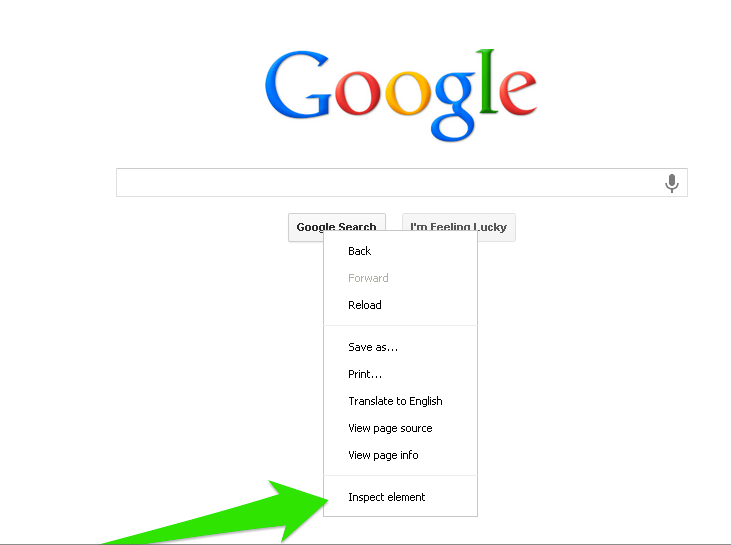 Google
Google Search
I'm Feeling Lucky
Back
Forward
Reload
Save as...
Print...
Translate to English
View page source
View page info
Inspect element